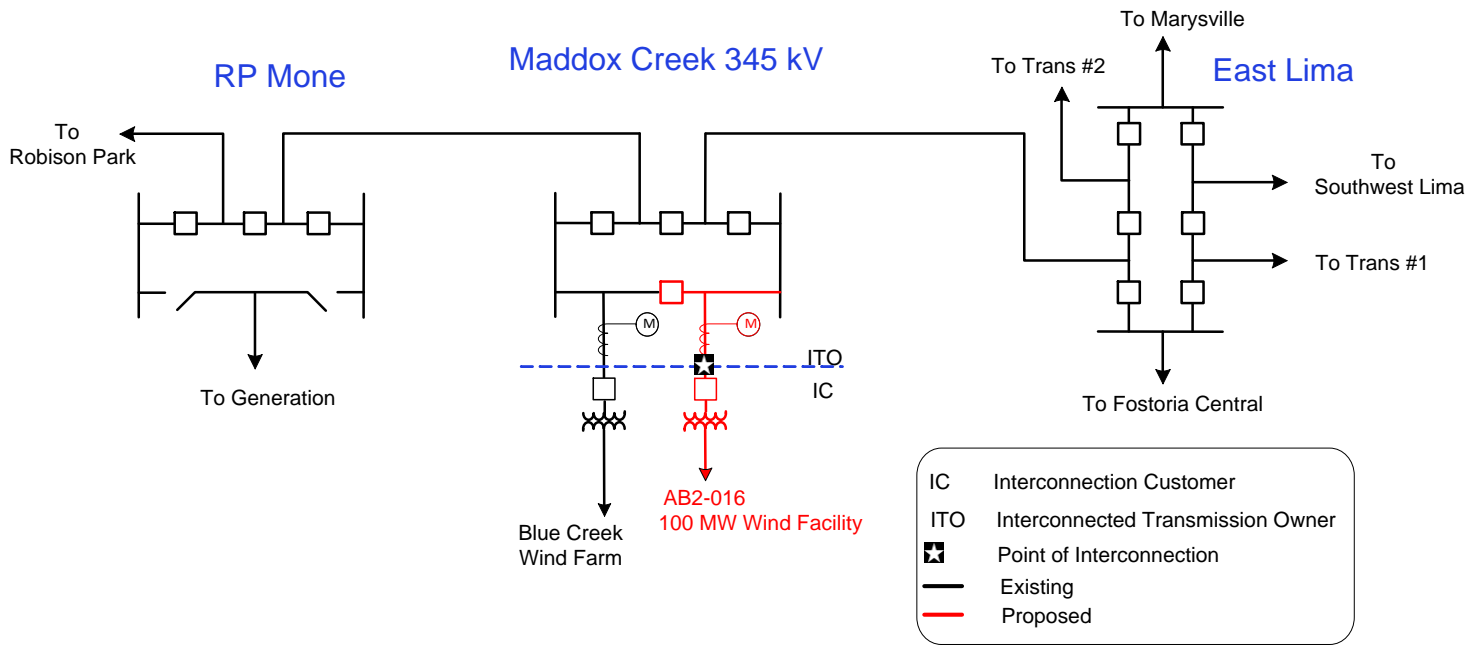 To Marysville
Maddox Creek 345 kV
To Trans #2
East Lima
RP Mone
To
Robison Park
To
Southwest Lima
To Trans #1
M
M
ITO
IC
To Generation
To Fostoria Central
AB2-016
100 MW Wind Facility
Blue Creek
Wind Farm
IC Interconnection Customer
ITO Interconnected Transmission Owner
Point of Interconnection
Existing
Proposed